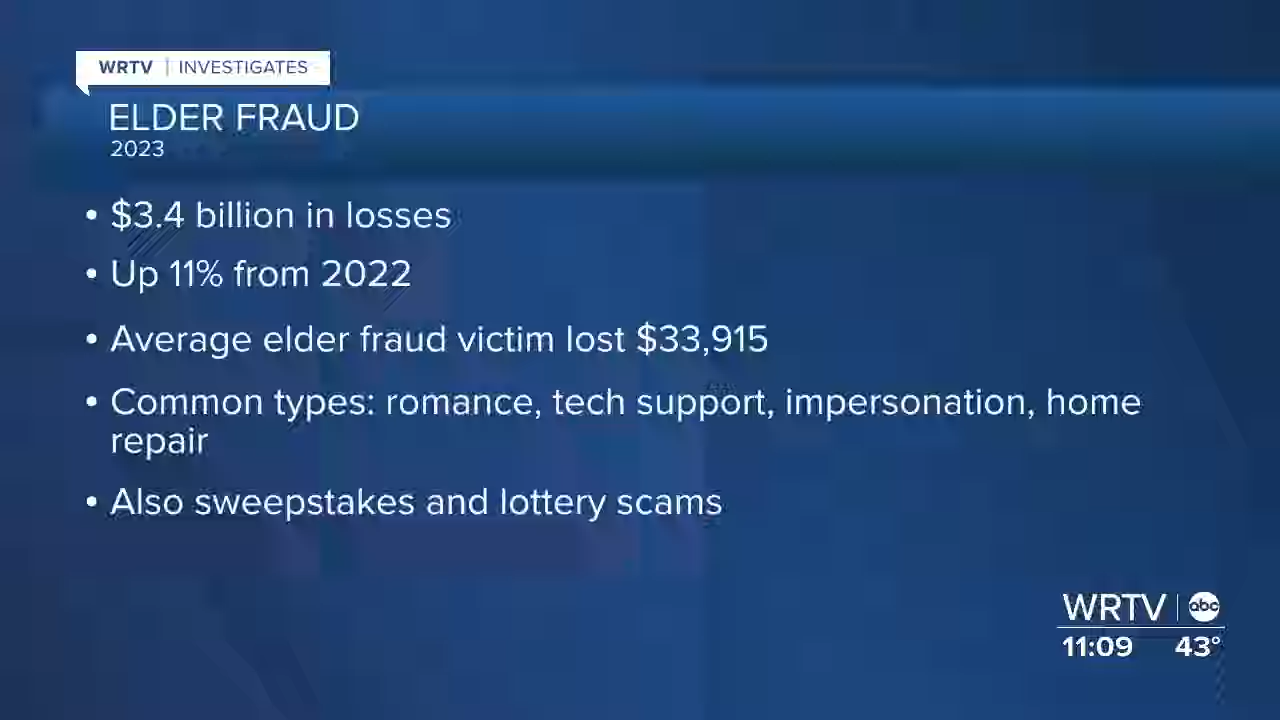 WRTV | INVESTIGATES
ELDER FRAUD
2023
• $3.4 billion in losses
• Up 11% from 2022
• Average elder fraud victim lost $33,915
• Common types: romance, tech support, impersonation, home
repair
• Also sweepstakes and lottery scams
WRTV | abc
11:09 43°